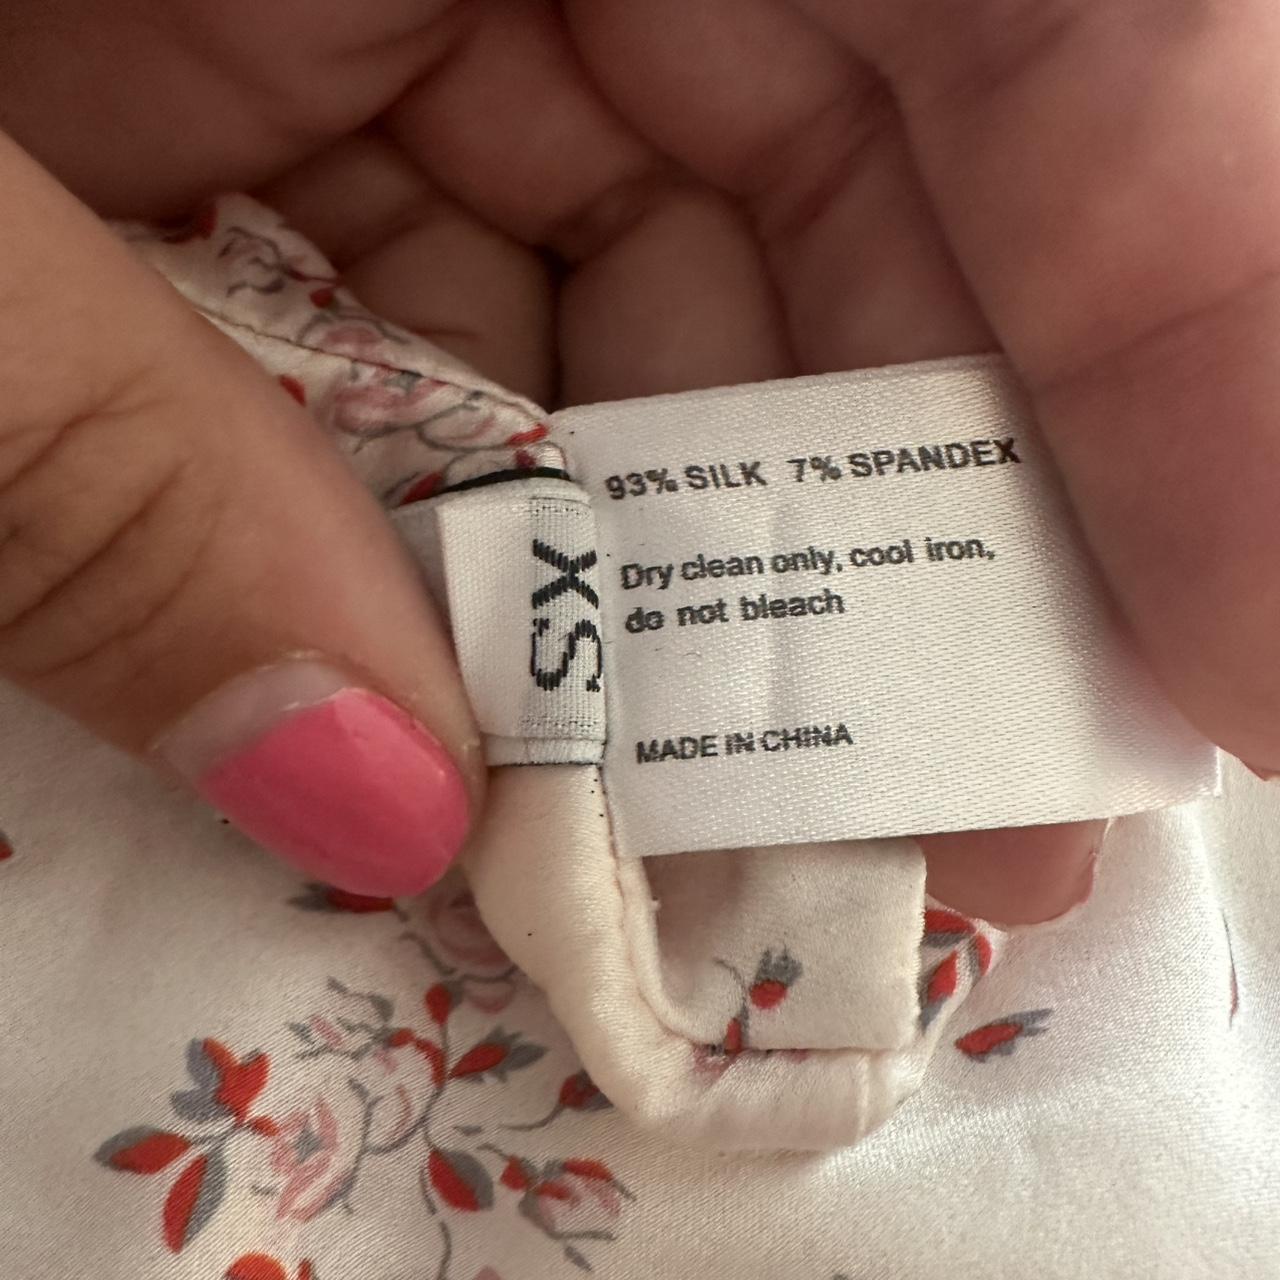 XS
93% SILK 7% SPANDEX
Dry clean only, cool iron,
do not bleach
MADE IN CHINA